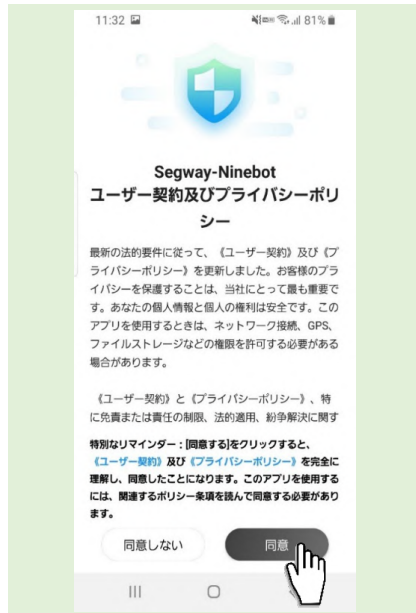 11:32 81%
Segway-Ninebot
ユーザー契約及びプライバシーポリ
シー
最新の法的要件に従って、《ユーザー契約》及び《プ
ライバシーポリシー》を更新しました。お客様のプラ
イバシーを保護することは、当社にとって最も重要で
す。あなたの個人情報と個人の権利は安全です。この
アプリを使用するときは、ネットワーク接続、GPS、
ファイルストレージなどの権限を許可する必要がある
場合があります。
《ユーザー契約》と《プライバシーポリシー》、特
に免責または責任の制限、法的適用、紛争解決に関す
特別なリマインダー：[同意する]をクリックすると、
《ユーザー契約》及び《プライバシーポリシー》を完全に
理解し、同意したことになります。このアプリを使用する
には、関連するポリシー条項を読んで同意する必要があり
ます。
同意しない 同意